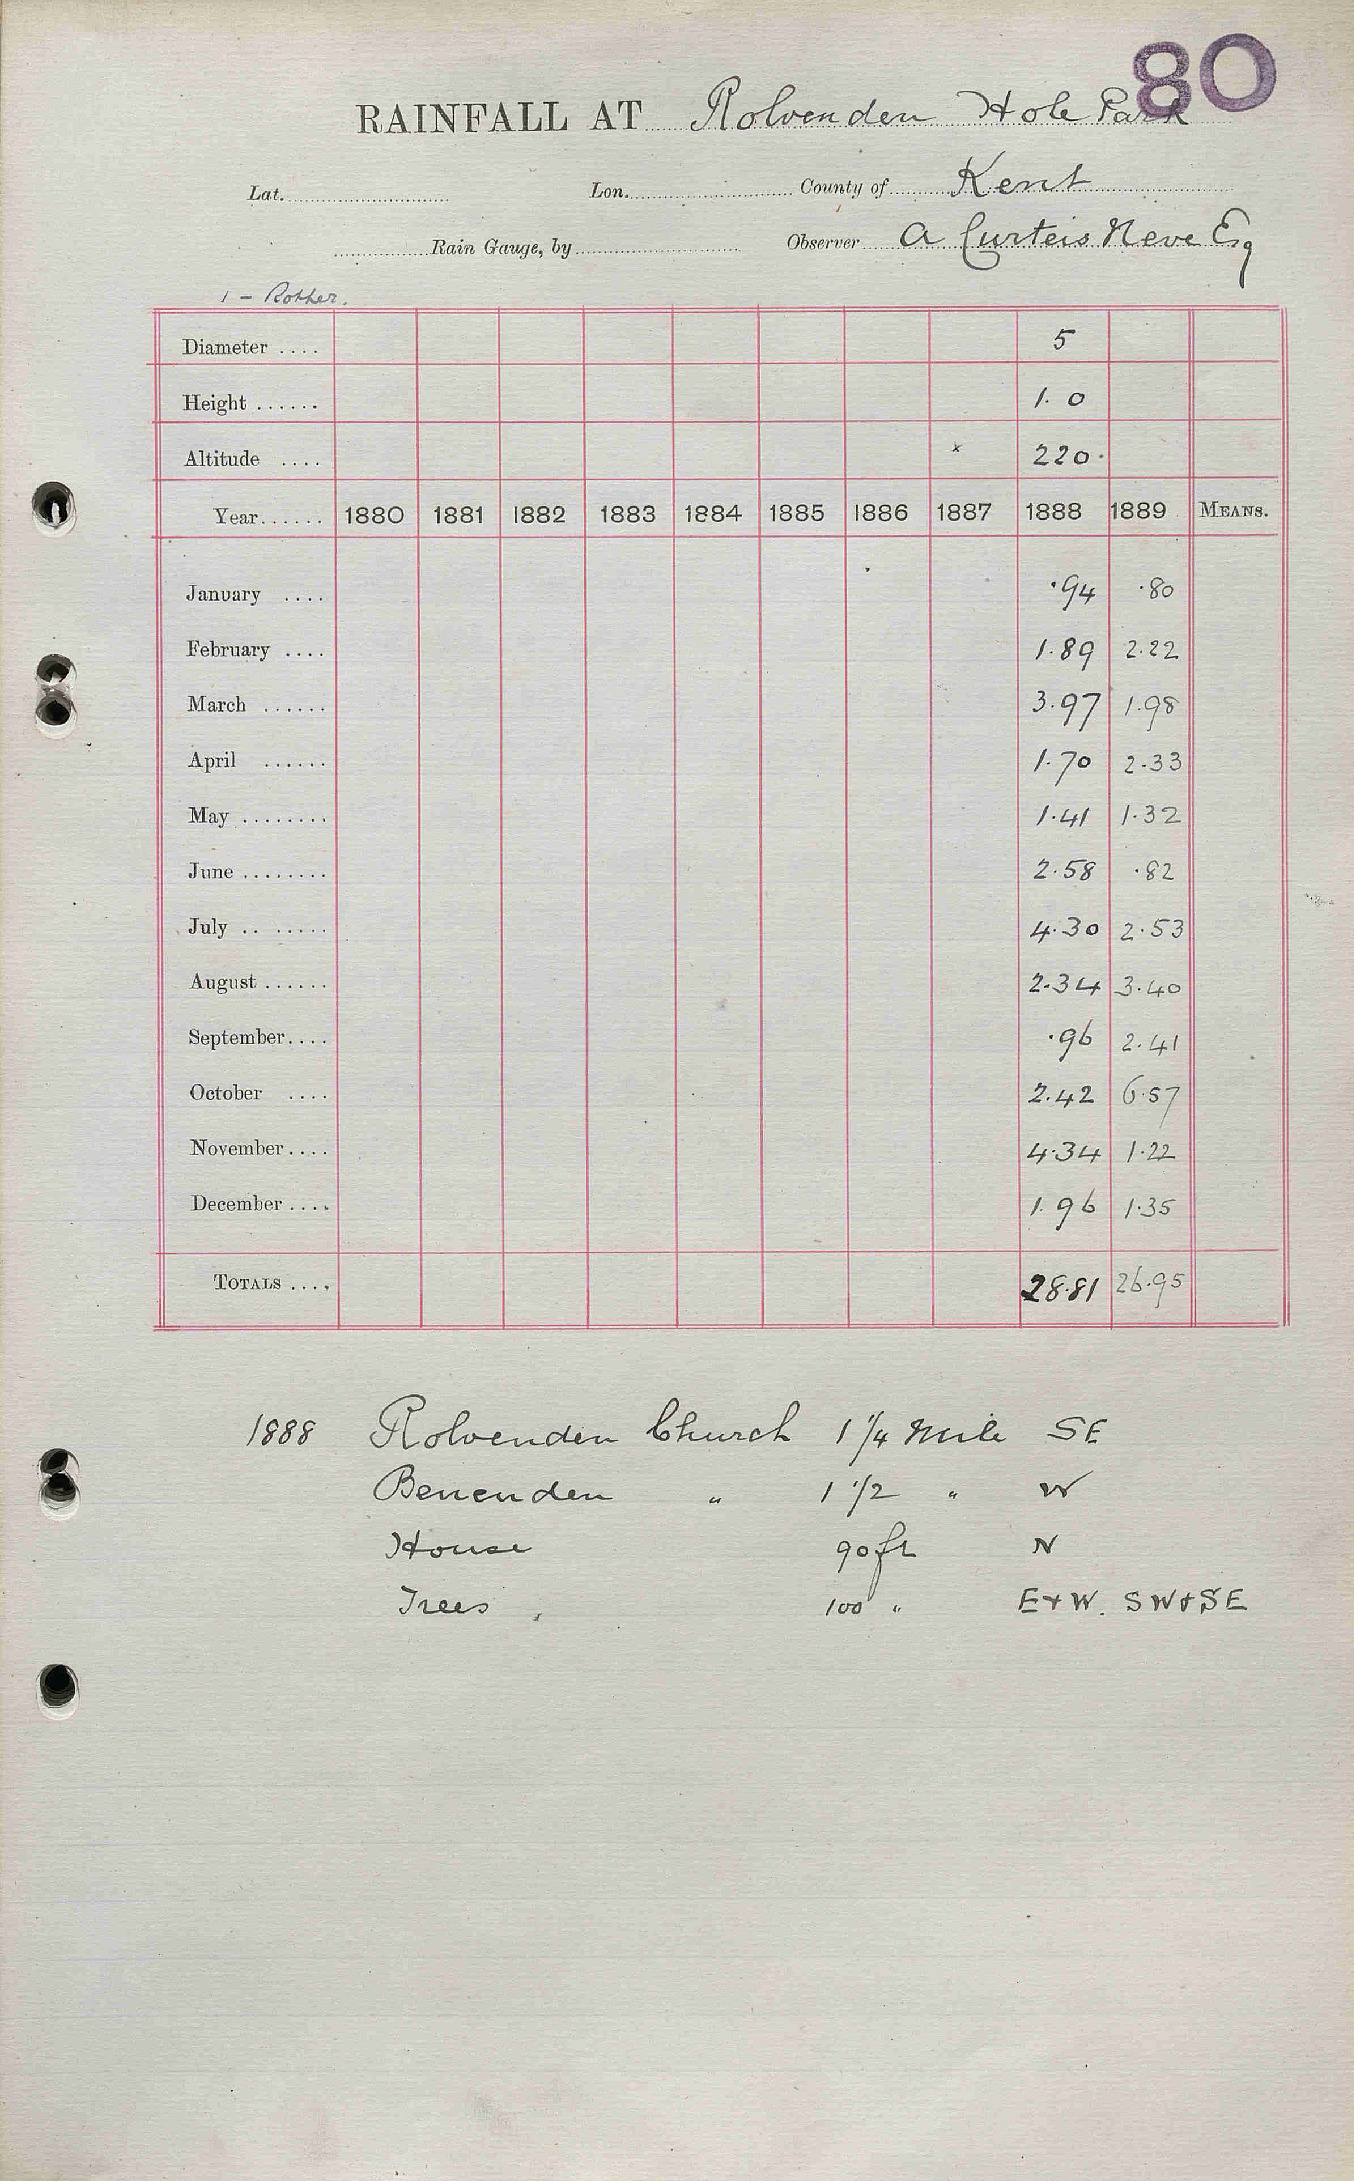 80
RAINFALL AT Rolvenden Hole Park
Lat. Lon. County of Kent
Rain Gauge, by Observer A Curteis Neve Esq
1 - Rother.
Diameter .... 5
Height ...... 1. 0
Altitude .... x 220.
Year...... 1880 1881 1882 1883 1884 1885 1886 1887 1888 1889 MEANS.
January .... .94 .80
February .... 1.89 2.22
March ...... 3.97 1.98
April ...... 1.70 2.33
May ........ 1.41 1.32
June ........ 2.58 .82
July .. ...... 4.30 2.53
August ...... 2.34 3.40
September.... .96 2.41
October .... 2.42 6.57
November .... 4.34 1.22
December .... 1.96 1.35
TOTALS .... 28.81 26.95
1888 Rolvenden Church 1 1/4 Mile SE
Benenden " 1 1/2 " W
House 90 ft N
Trees 100 " E+W. SW+SE